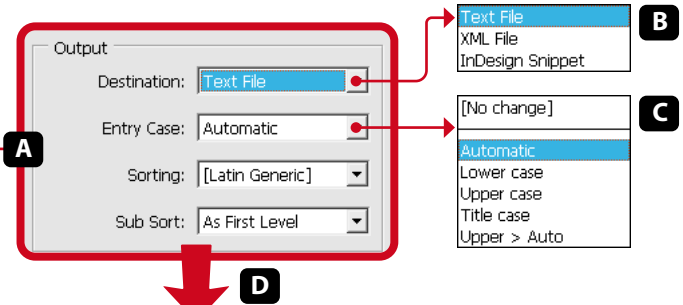 Output
Destination: Text File
Entry Case: Automatic
Sorting: [Latin Generic]
Sub Sort: As First Level
A
Text File
XML File
InDesign Snippet
B
[No change]
Automatic
Lower case
Upper case
Title case
Upper > Auto
C
D